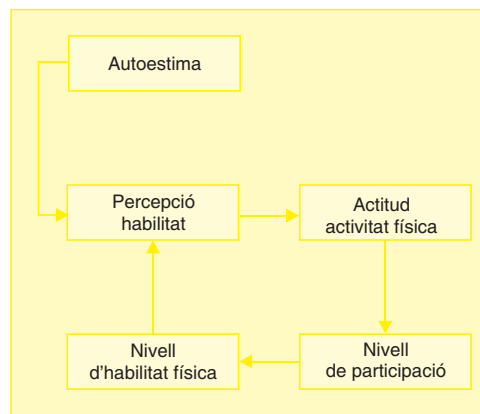 Autoestima
Percepció
habilitat
Actitud
activitat física
Nivell
d'habilitat física
Nivell
de participació